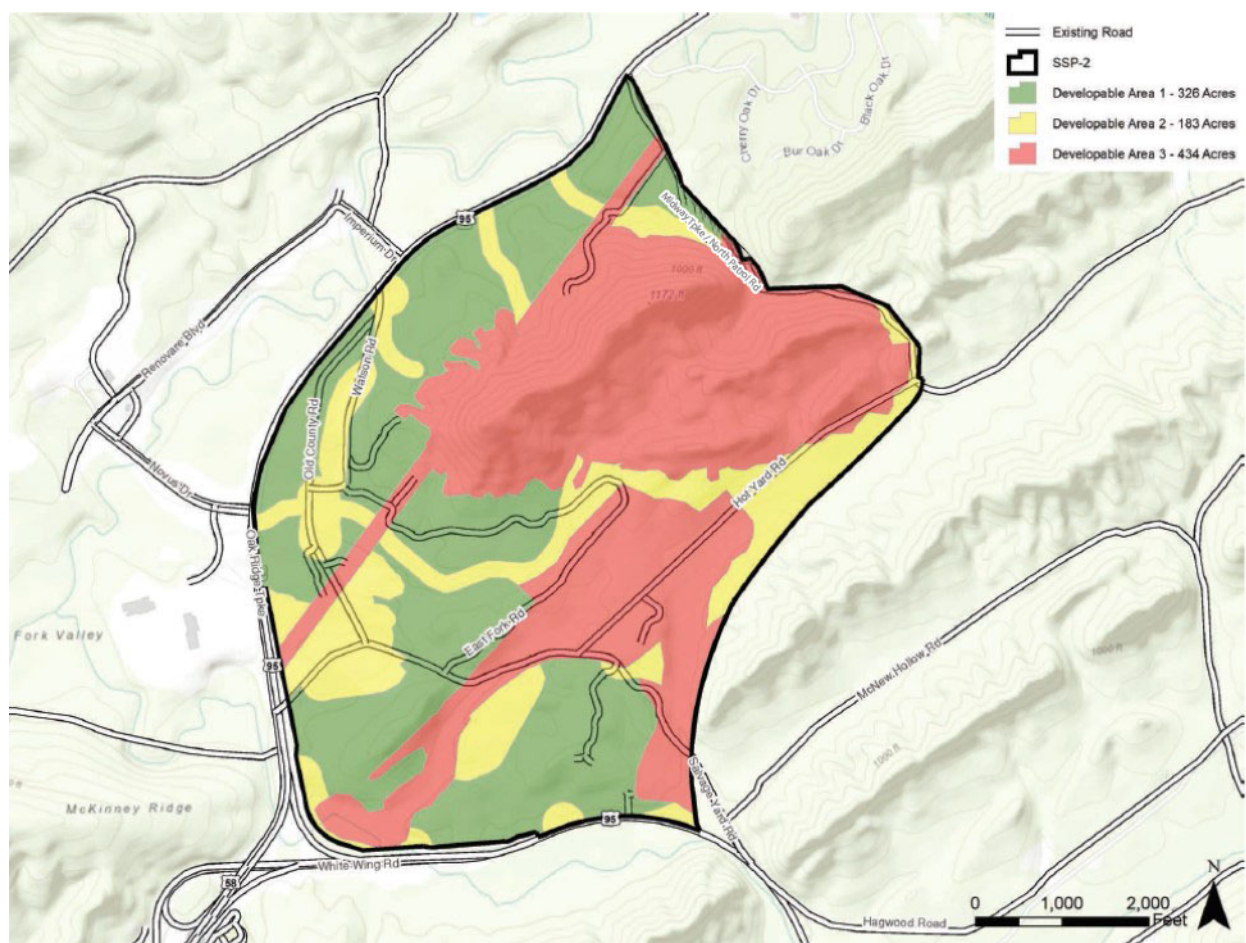 Existing Road
SSP-2
Developable Area 1 - 326 Acres
Developable Area 2 - 183 Acres
Developable Area 3 - 434 Acres
Cherry Oak Dr
Black Oak Dr
Bur Oak Dr
95
Imperium Dr
Midway Tpke / North Patrol Rd
1000 ft
1172 ft
Renovare Blvd
Watson Rd
Old County Rd
Novus Dr
Hot Yard Rd
Oak Ridge Tpke
East Fork Rd
Fork Valley
95
McNew Hollow Rd
1000 ft
1000 ft
Salvage Yard Rd
McKinney Ridge
95
White Wing Rd
58
N
0 1,000 2,000
Feet
Hagwood Road